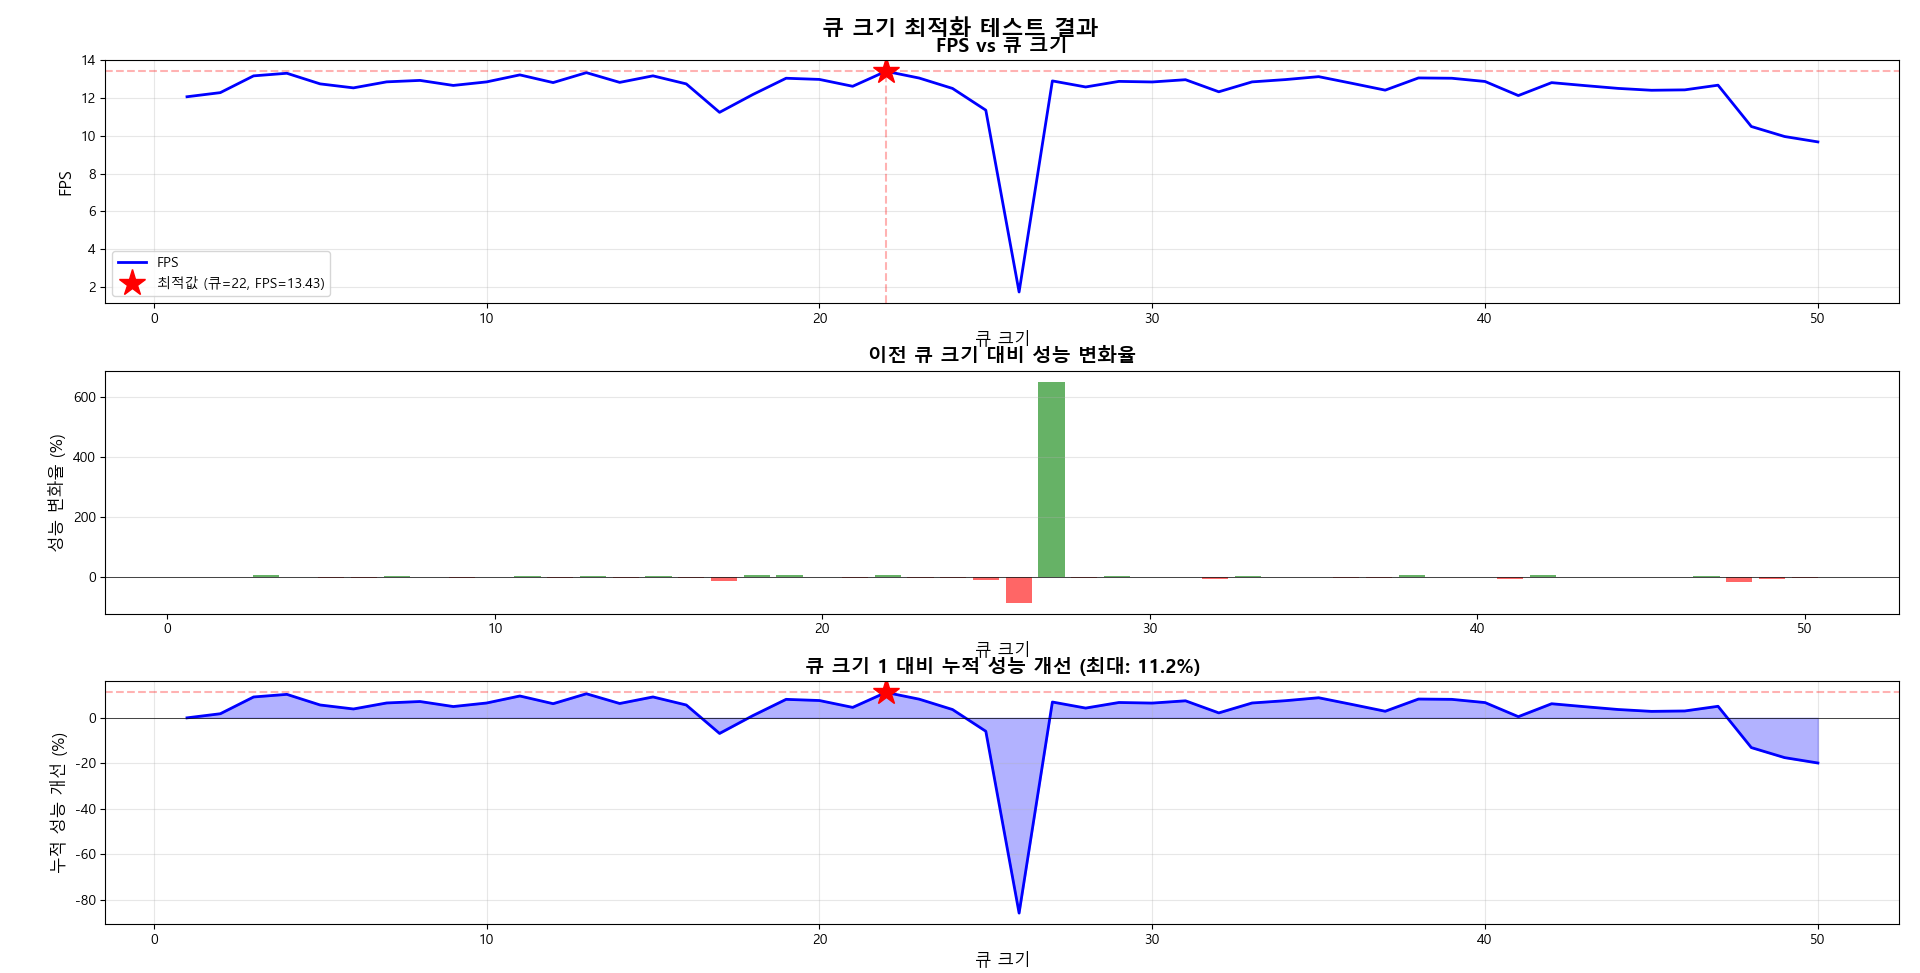 큐 크기 최적화 테스트 결과
FPS vs 큐 크기
14
12
10
8
6
4
2
FPS
FPS
최적값 (큐=22, FPS=13.43)
0 10 20 30 40 50
큐 크기
이전 큐 크기 대비 성능 변화율
600
400
200
0
성능 변화율 (%)
0 10 20 30 40 50
큐 크기
큐 크기 1 대비 누적 성능 개선 (최대: 11.2%)
0
-20
-40
-60
-80
누적 성능 개선 (%)
0 10 20 30 40 50
큐 크기